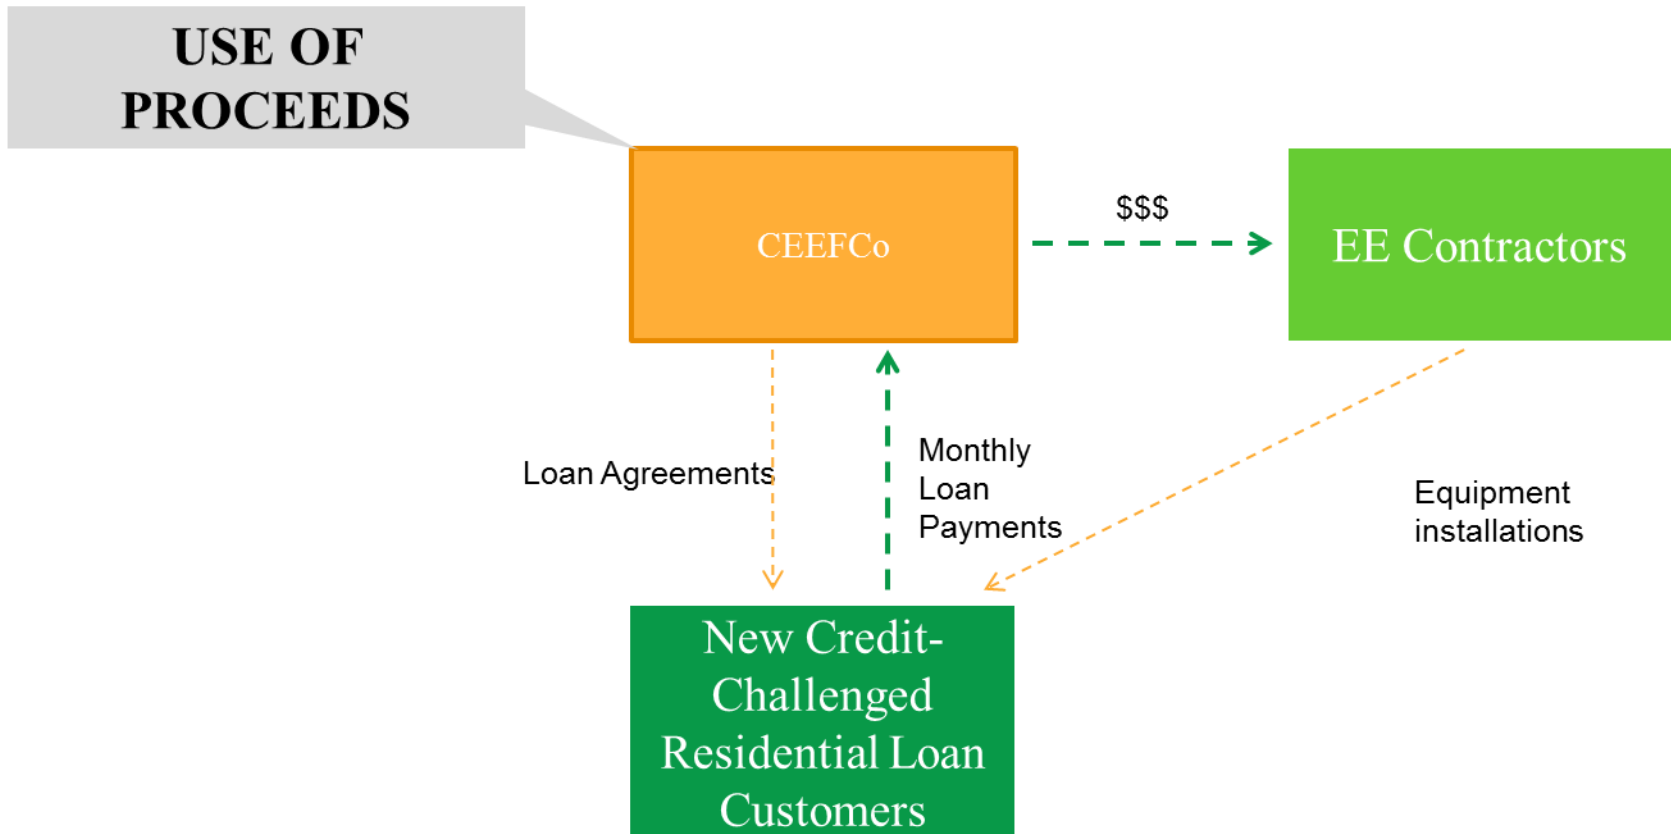 USE OF
PROCEEDS
CEEFCo
$$$
EE Contractors
Loan Agreements
Monthly
Loan
Payments
Equipment
installations
New Credit-
Challenged
Residential Loan
Customers